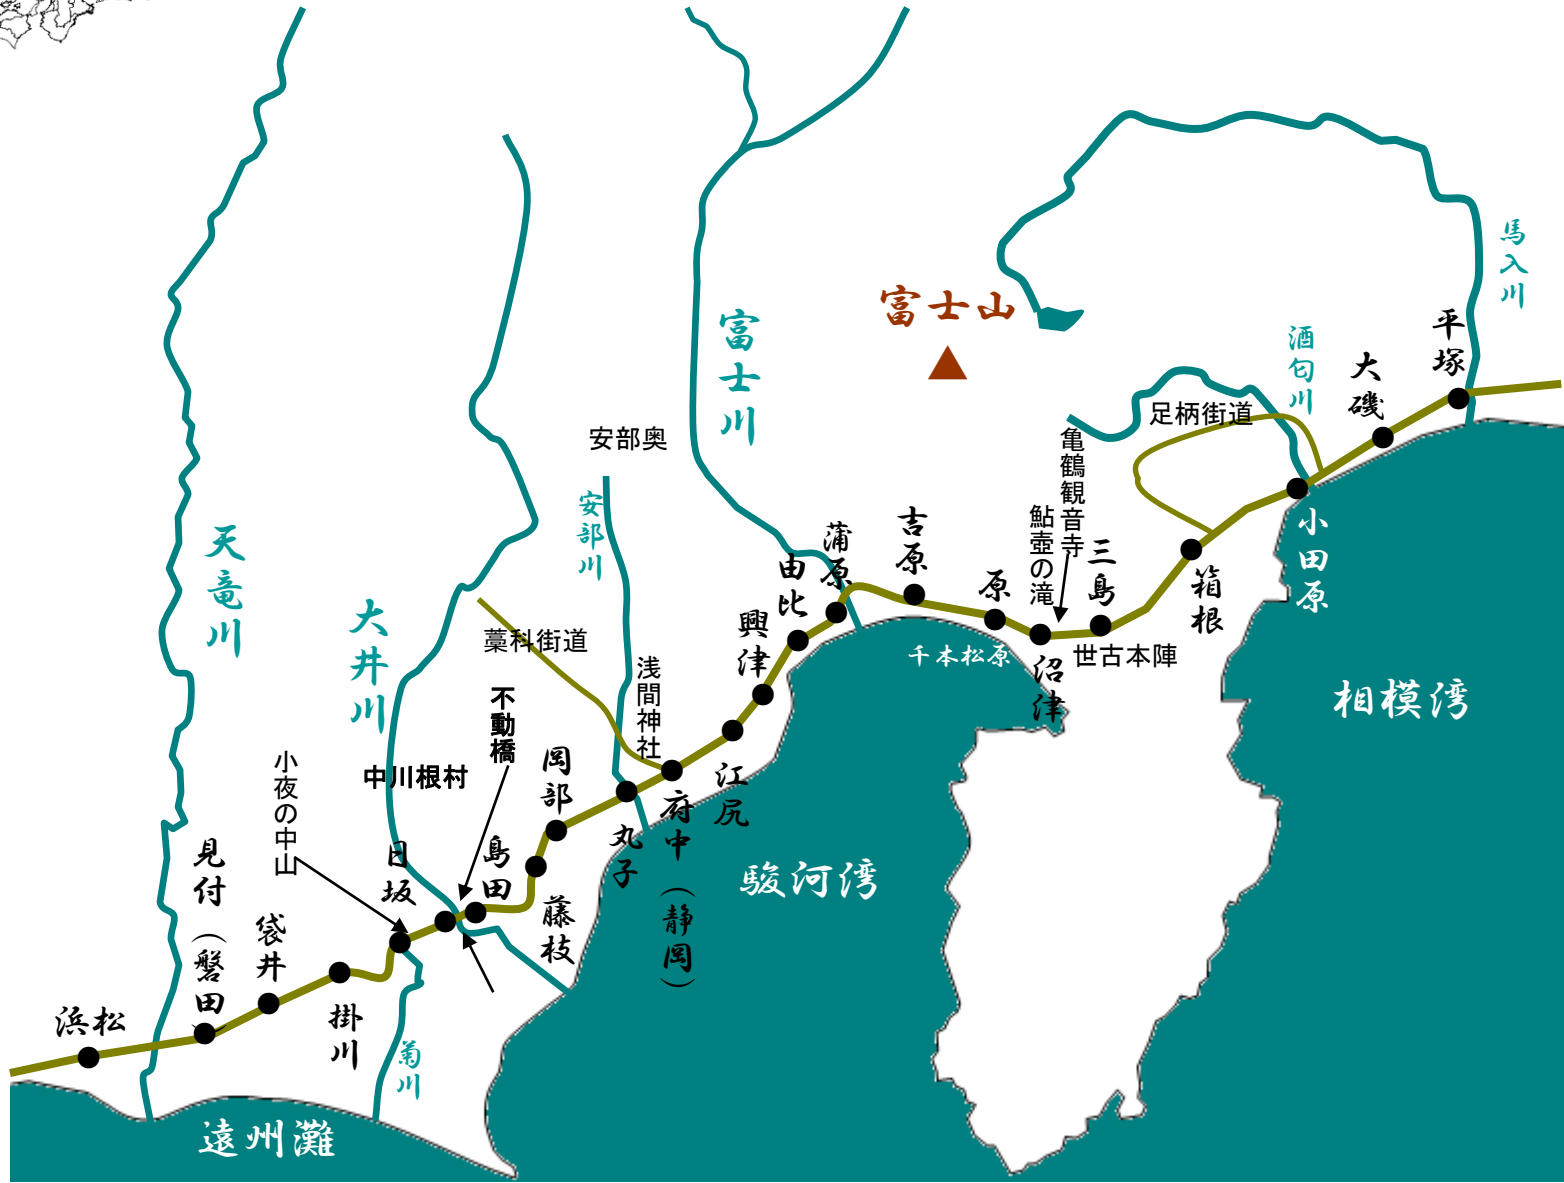 馬入川
富士山
富士川
平塚
酒匂川
大磯
足柄街道
安部奥
亀鶴観音寺
鮎壺の滝
安部川
吉原
蒲原
小田原
天竜川
三島
由比
原
箱根
大井川
興津
藁科街道
千本松原
世古本陣
沼津
浅間神社
相模湾
不動橋
岡部
小夜の中山
中川根村
江尻
府中（静岡）
丸子
島田
日坂
見付（磐田）
駿河湾
藤枝
袋井
浜松
掛川
菊川
遠州灘